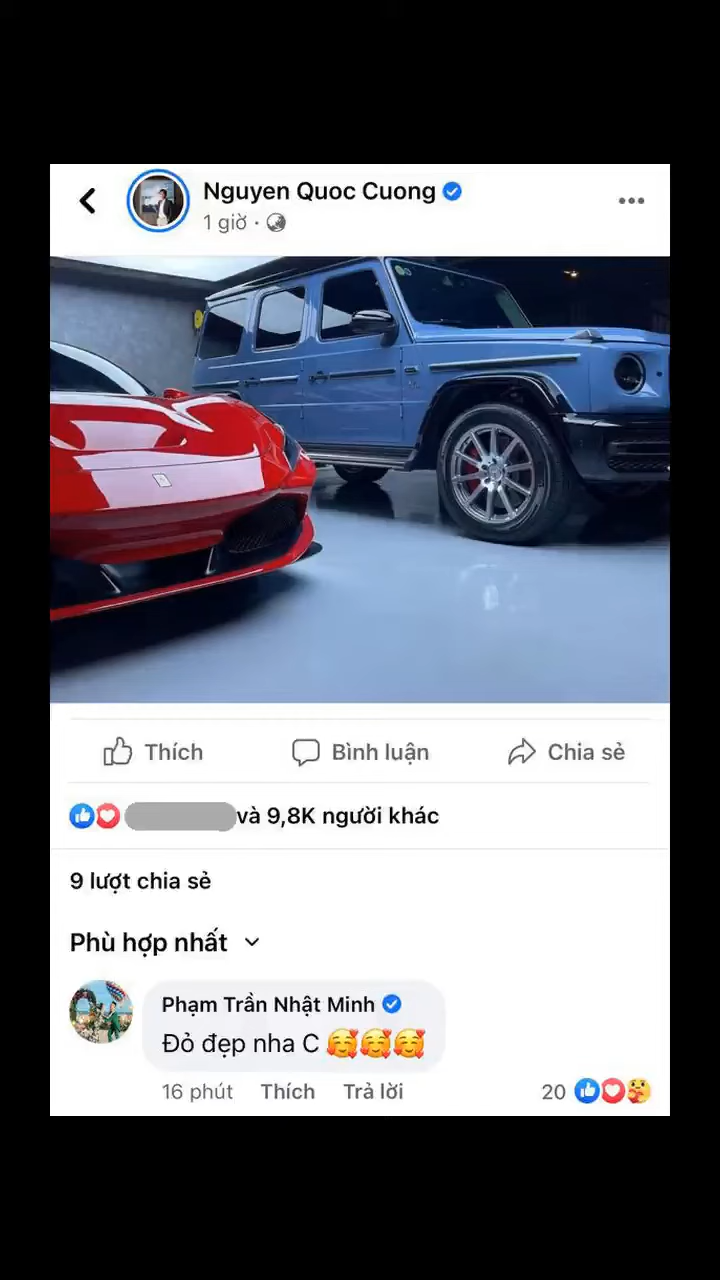 Nguyen Quoc Cuong
1 giờ ·
Thích
Bình luận
Chia sẻ
và 9,8K người khác
9 lượt chia sẻ
Phù hợp nhất
Phạm Trần Nhật Minh
Đỏ đẹp nha C 🥰🥰🥰
16 phút
Thích
Trả lời
20